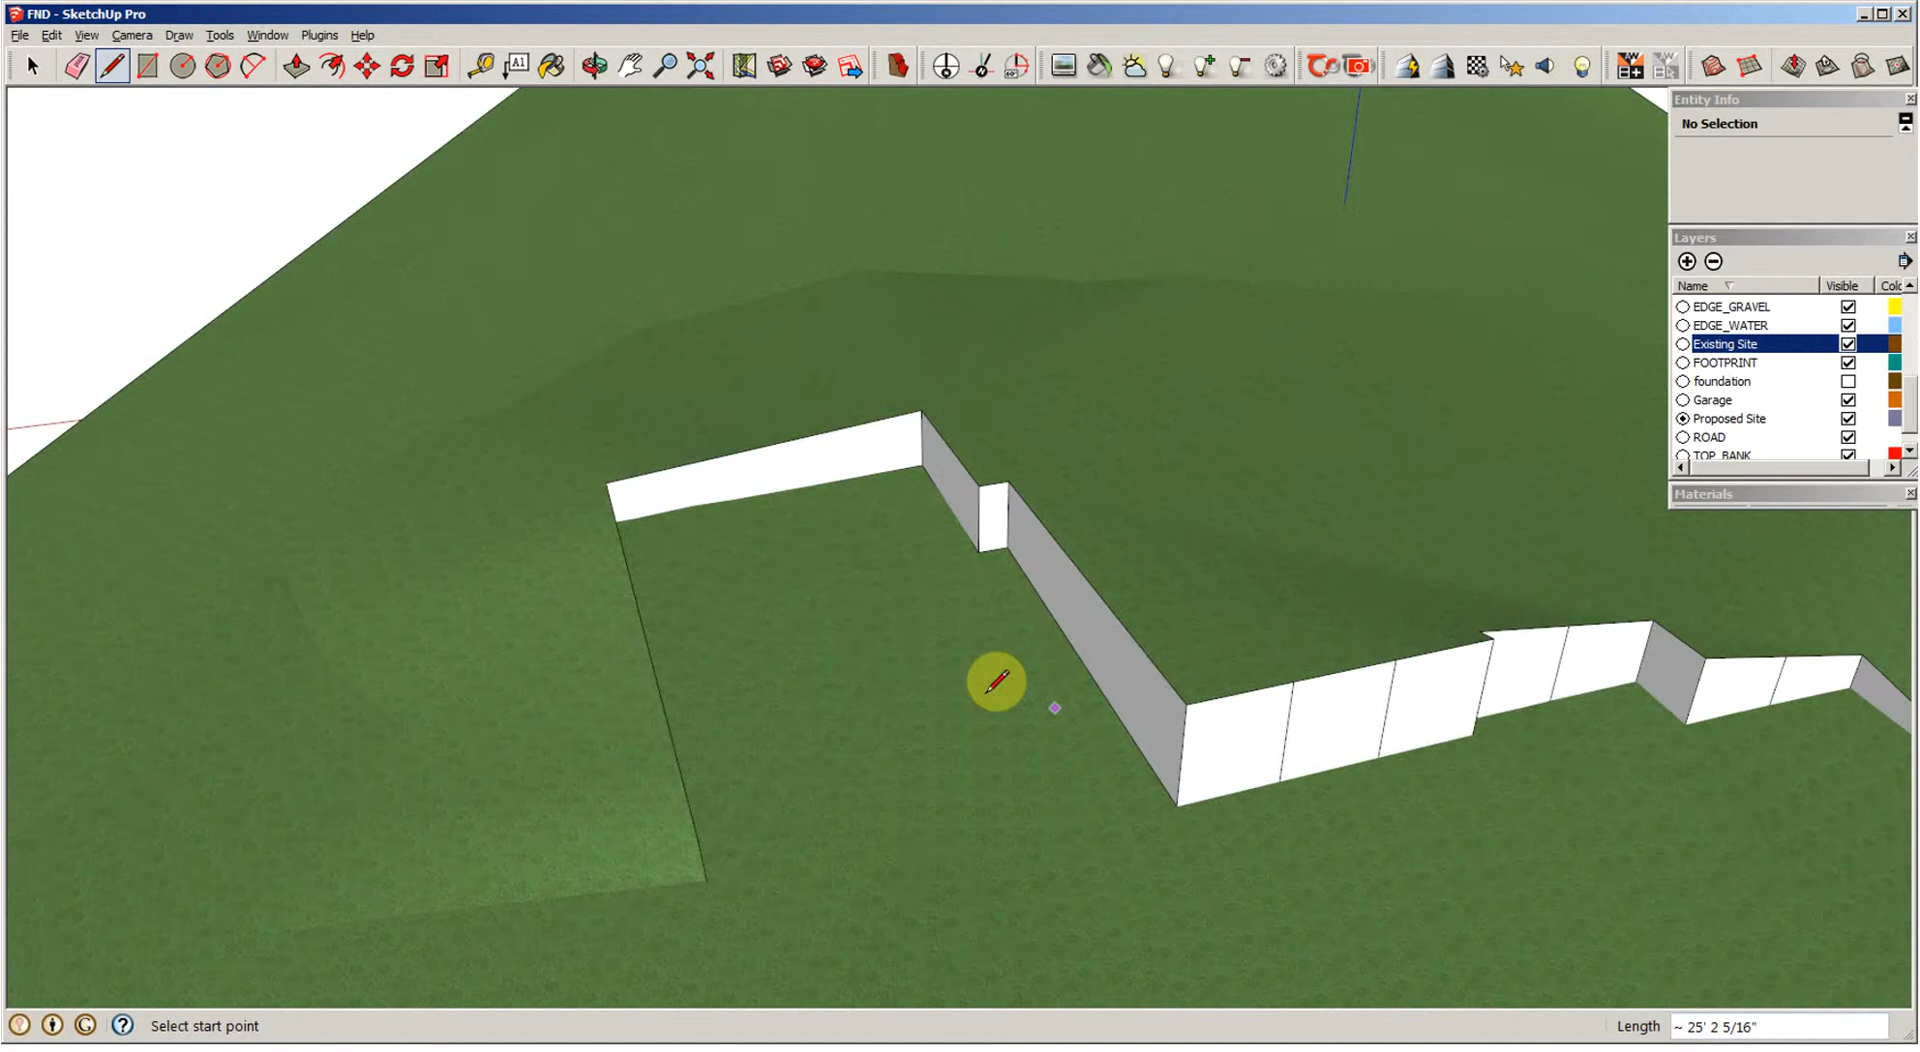 FND - SketchUp Pro
File Edit View Camera Draw Tools Window Plugins Help
A1
Entity Info
No Selection
Layers
Name Visible Colc
EDGE_GRAVEL
EDGE_WATER
Existing Site
FOOTPRINT
foundation
Garage
Proposed Site
ROAD
TOP_BANK
Materials
Select start point
Length ~ 25' 2 5/16"